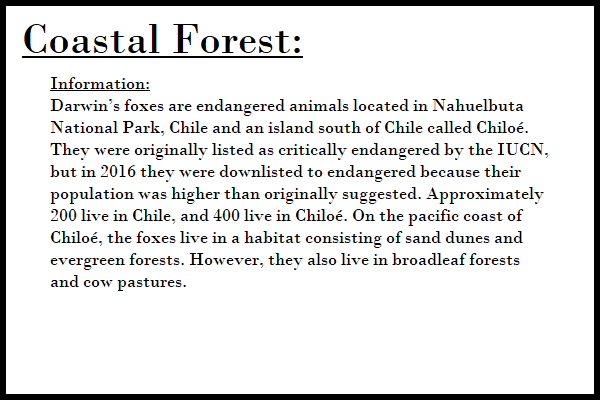 Coastal Forest:
Information:
Darwin's foxes are endangered animals located in Nahuelbuta
National Park, Chile and an island south of Chile called Chiloé.
They were originally listed as critically endangered by the IUCN,
but in 2016 they were downlisted to endangered because their
population was higher than originally suggested. Approximately
200 live in Chile, and 400 live in Chiloé. On the pacific coast of
Chiloé, the foxes live in a habitat consisting of sand dunes and
evergreen forests. However, they also live in broadleaf forests
and cow pastures.